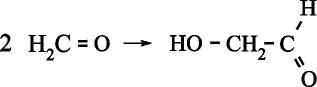 H
2 H₂C=O → HO-CH₂-C
O